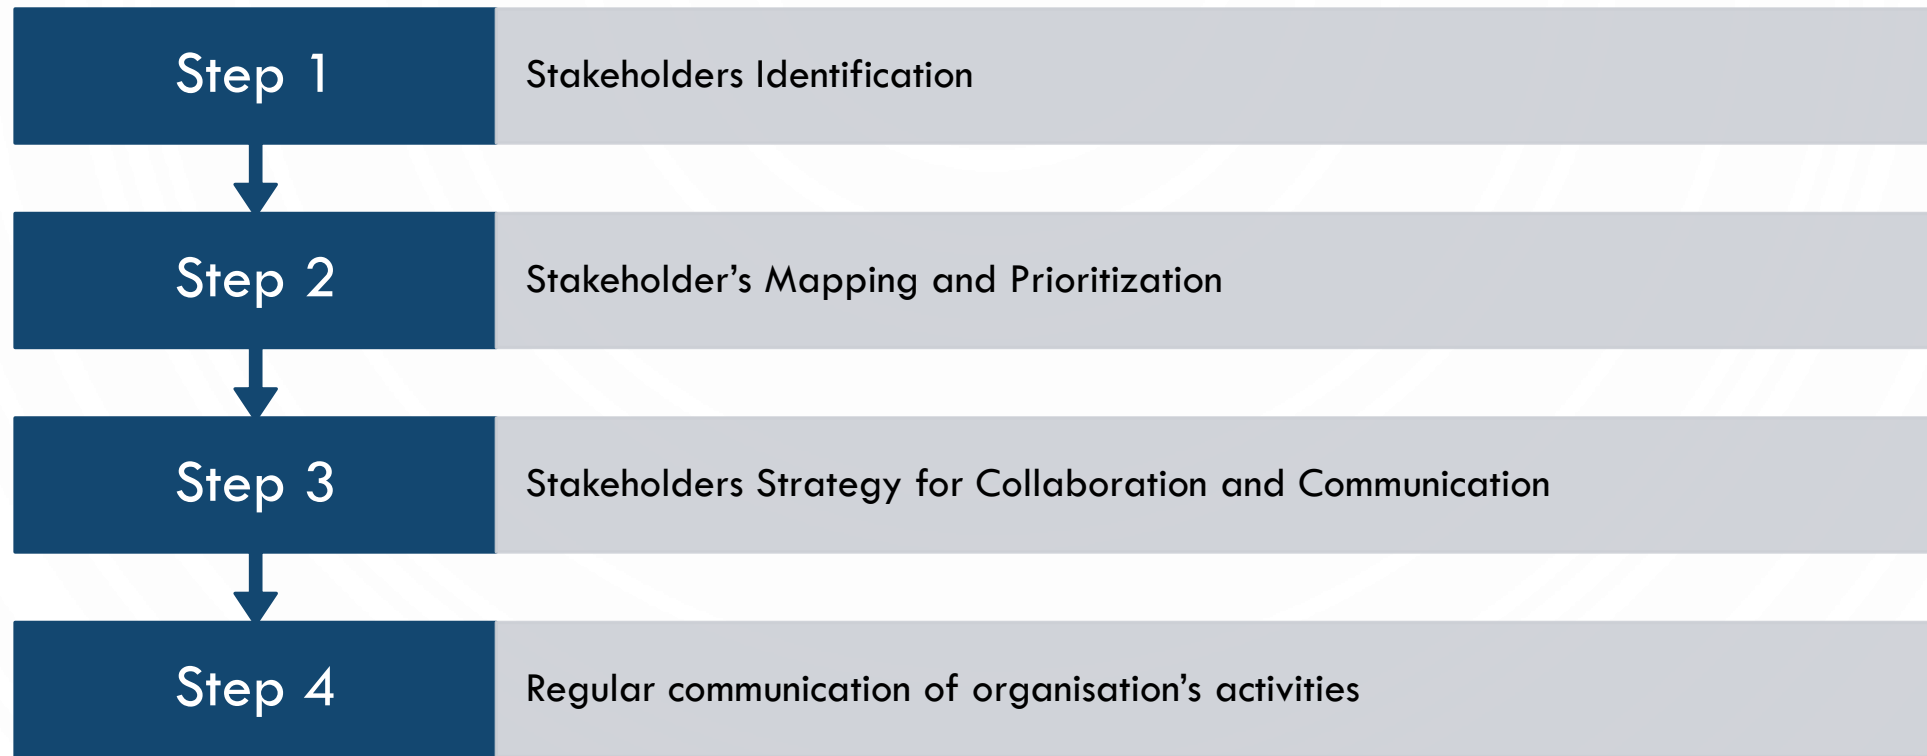 Step 1
Stakeholders Identification
Step 2
Stakeholder’s Mapping and Prioritization
Step 3
Stakeholders Strategy for Collaboration and Communication
Step 4
Regular communication of organisation’s activities